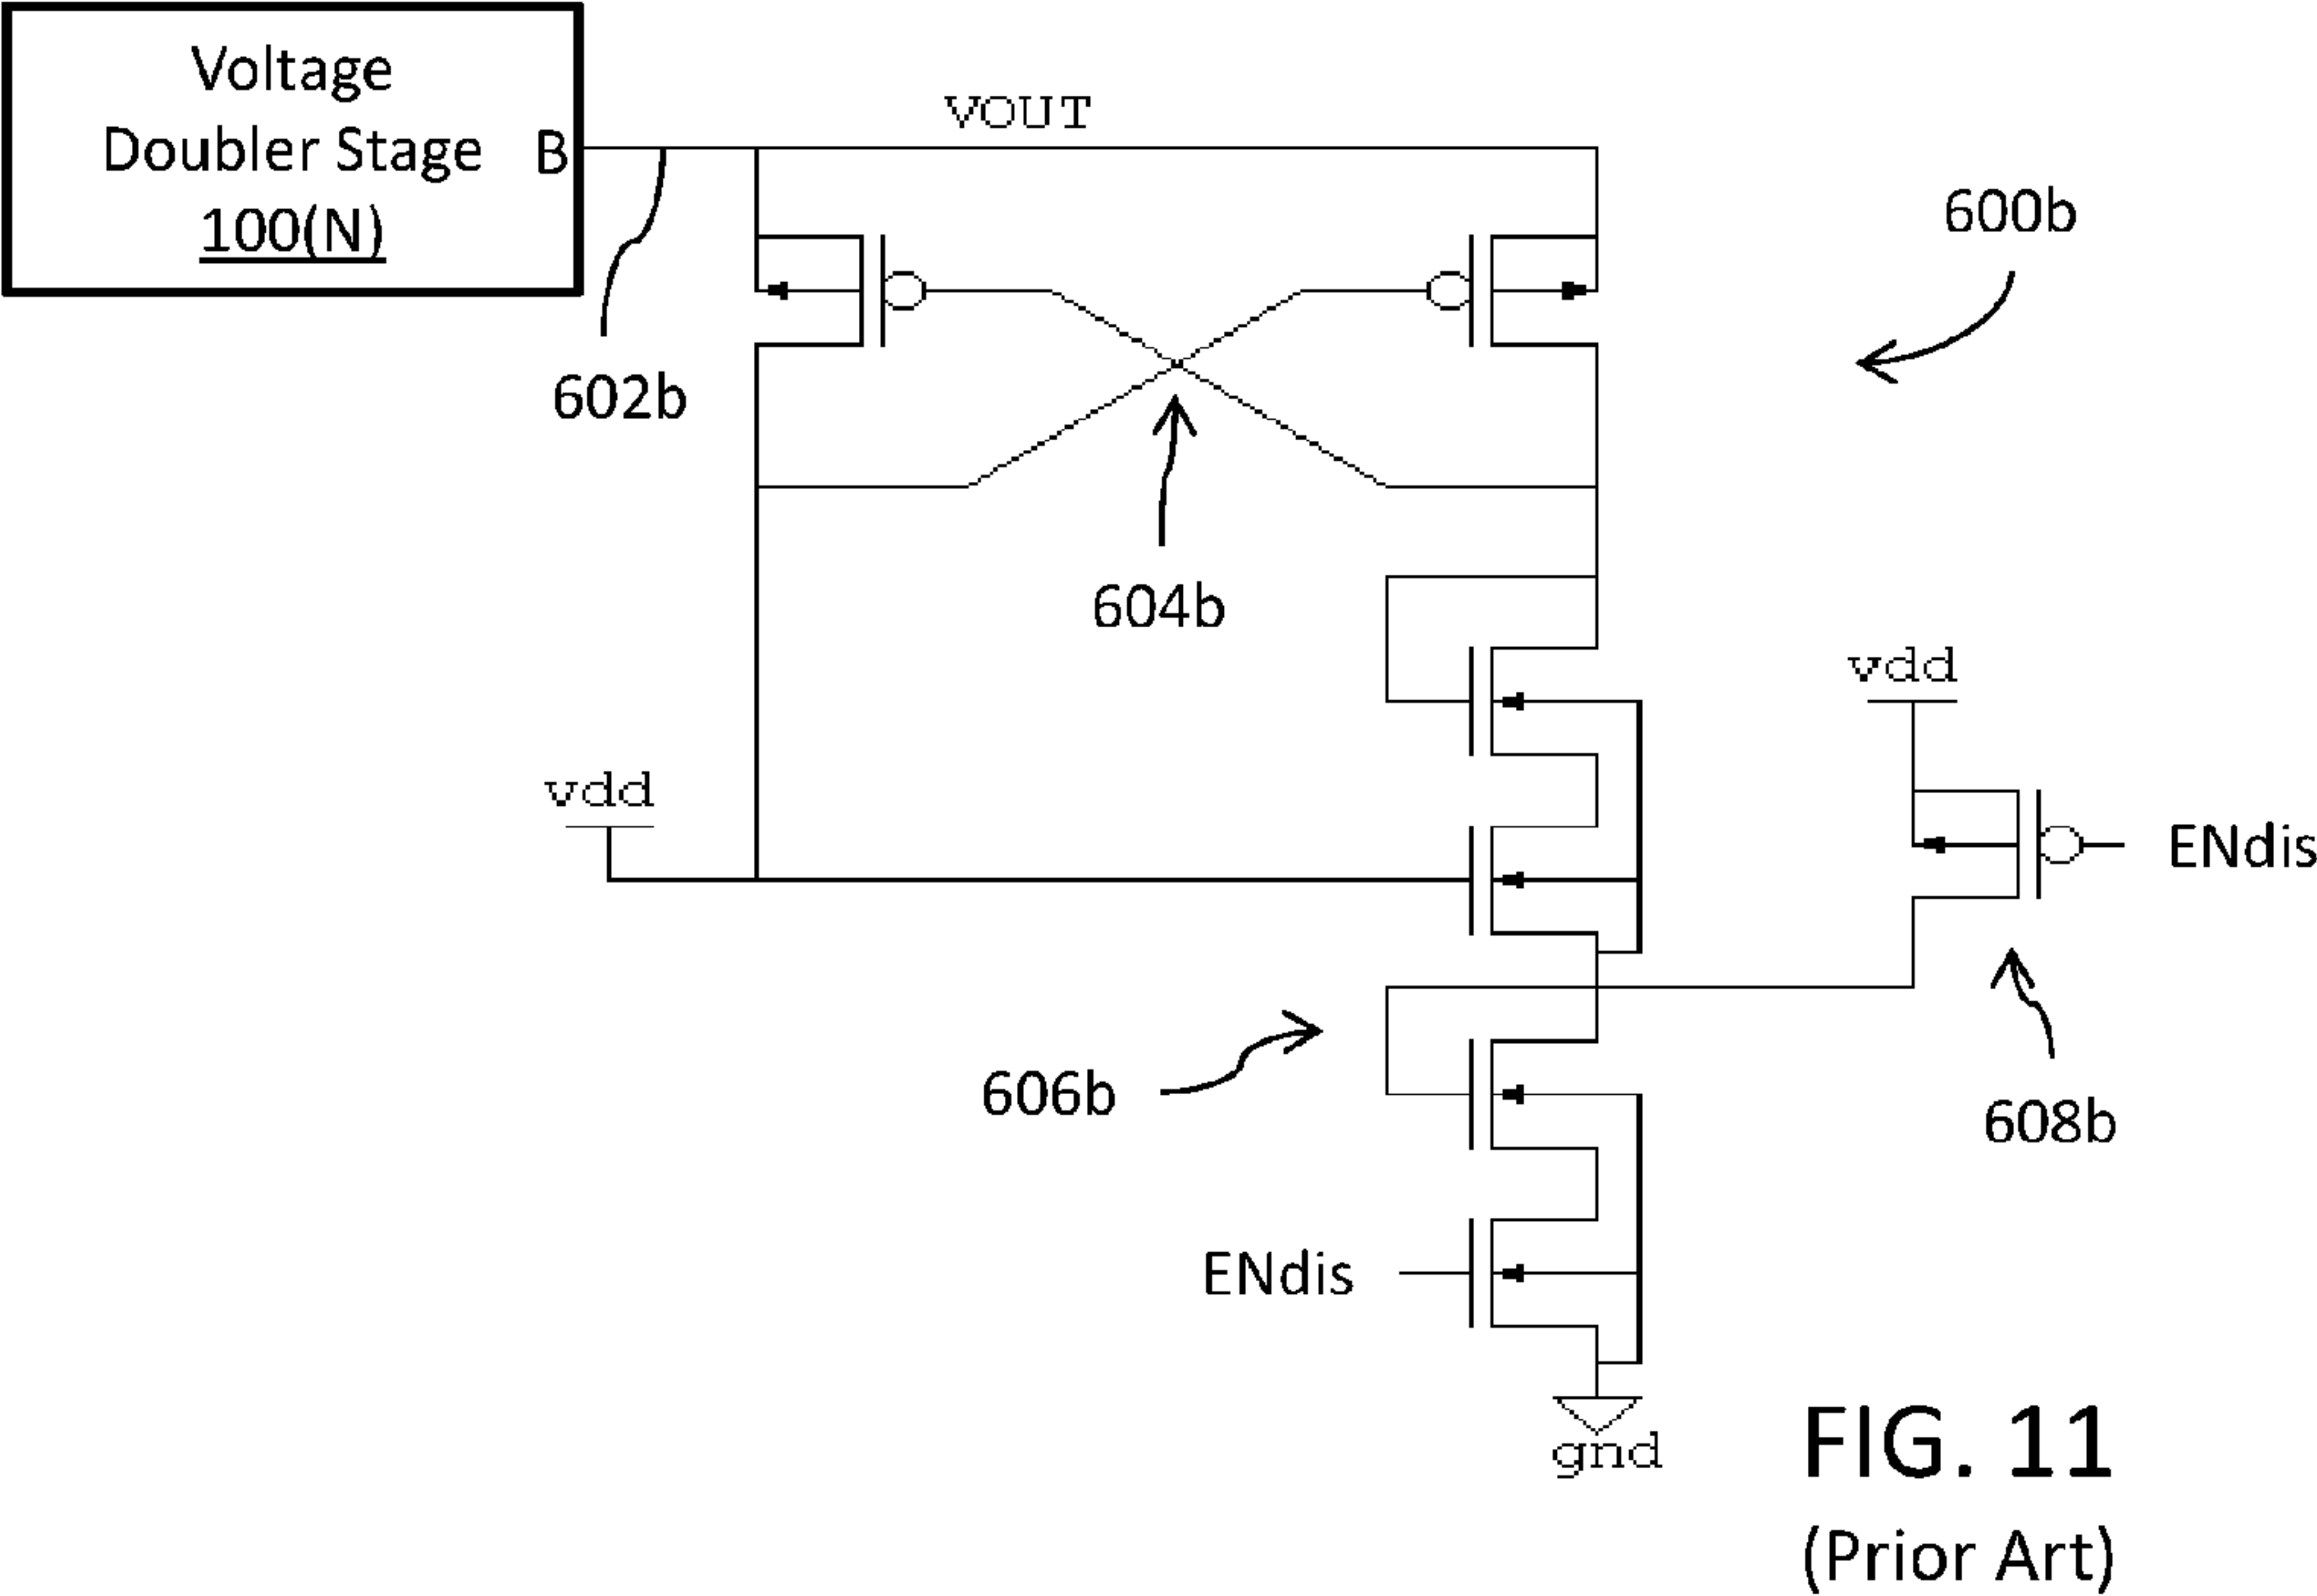 Voltage
Doubler Stage
100(N)
B
VOUT
600b
602b
604b
vdd
vdd
ENdis
606b
608b
ENdis
gnd
FIG. 11
(Prior Art)